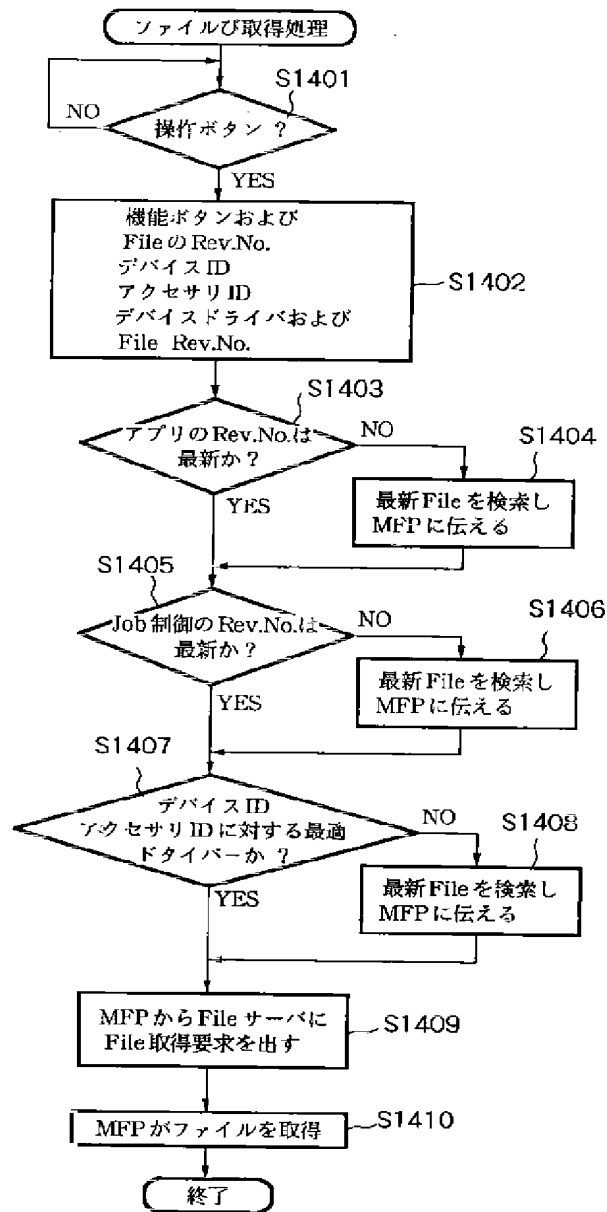 ファイルび取得処理
S1401
NO
操作ボタン？
YES
機能ボタンおよび
FileのRev.No.
デバイスID
アクセサリID
デバイスドライバおよび
File Rev.No.
S1402
S1403
アプリのRev.No.は
最新か？
NO
S1404
YES
最新Fileを検索し
MFPに伝える
S1405
Job制御のRev.No.は
最新か？
NO
S1406
YES
最新Fileを検索し
MFPに伝える
S1407
デバイスID
アクセサリIDに対する最適
ドタイバーか？
NO
S1408
YES
最新Fileを検索し
MFPに伝える
MFPからFileサーバに
File取得要求を出す
S1409
MFPがファイルを取得
S1410
終了